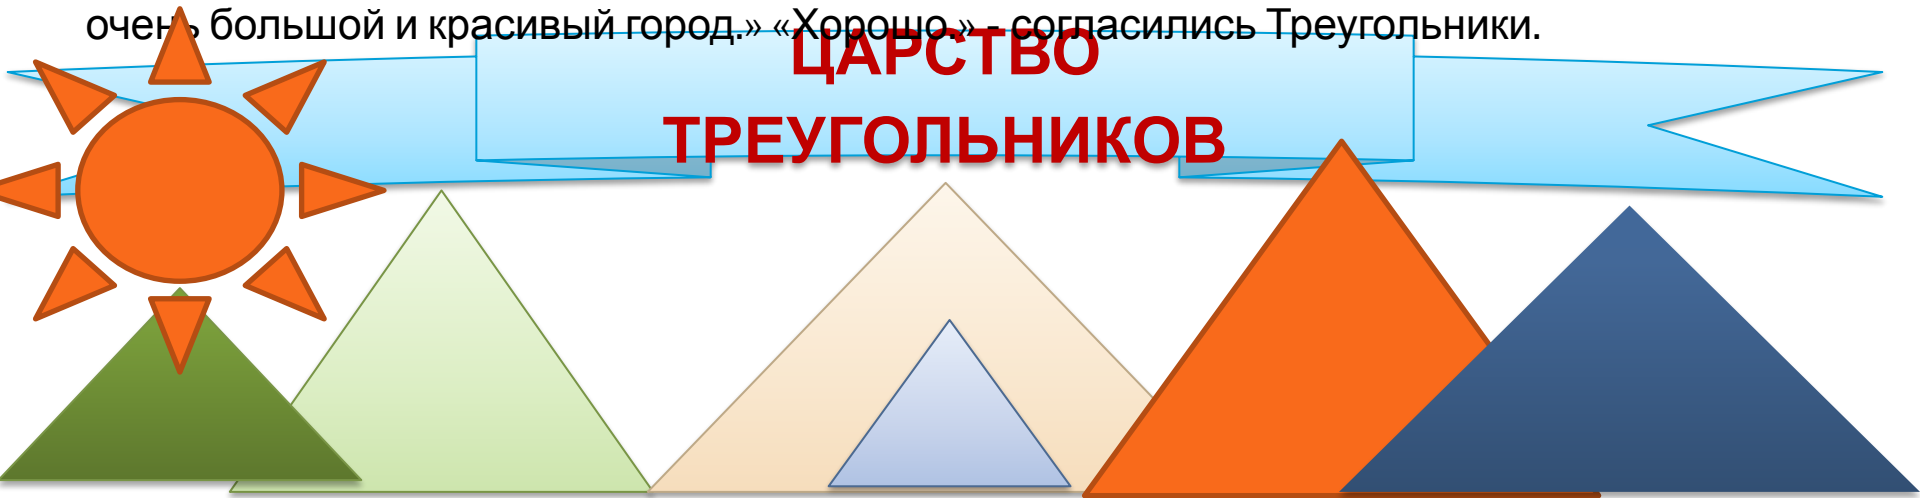 очень большой и красивый город.» «Хорошо.» - согласились Треугольники.
ЦАРСТВО
ТРЕУГОЛЬНИКОВ